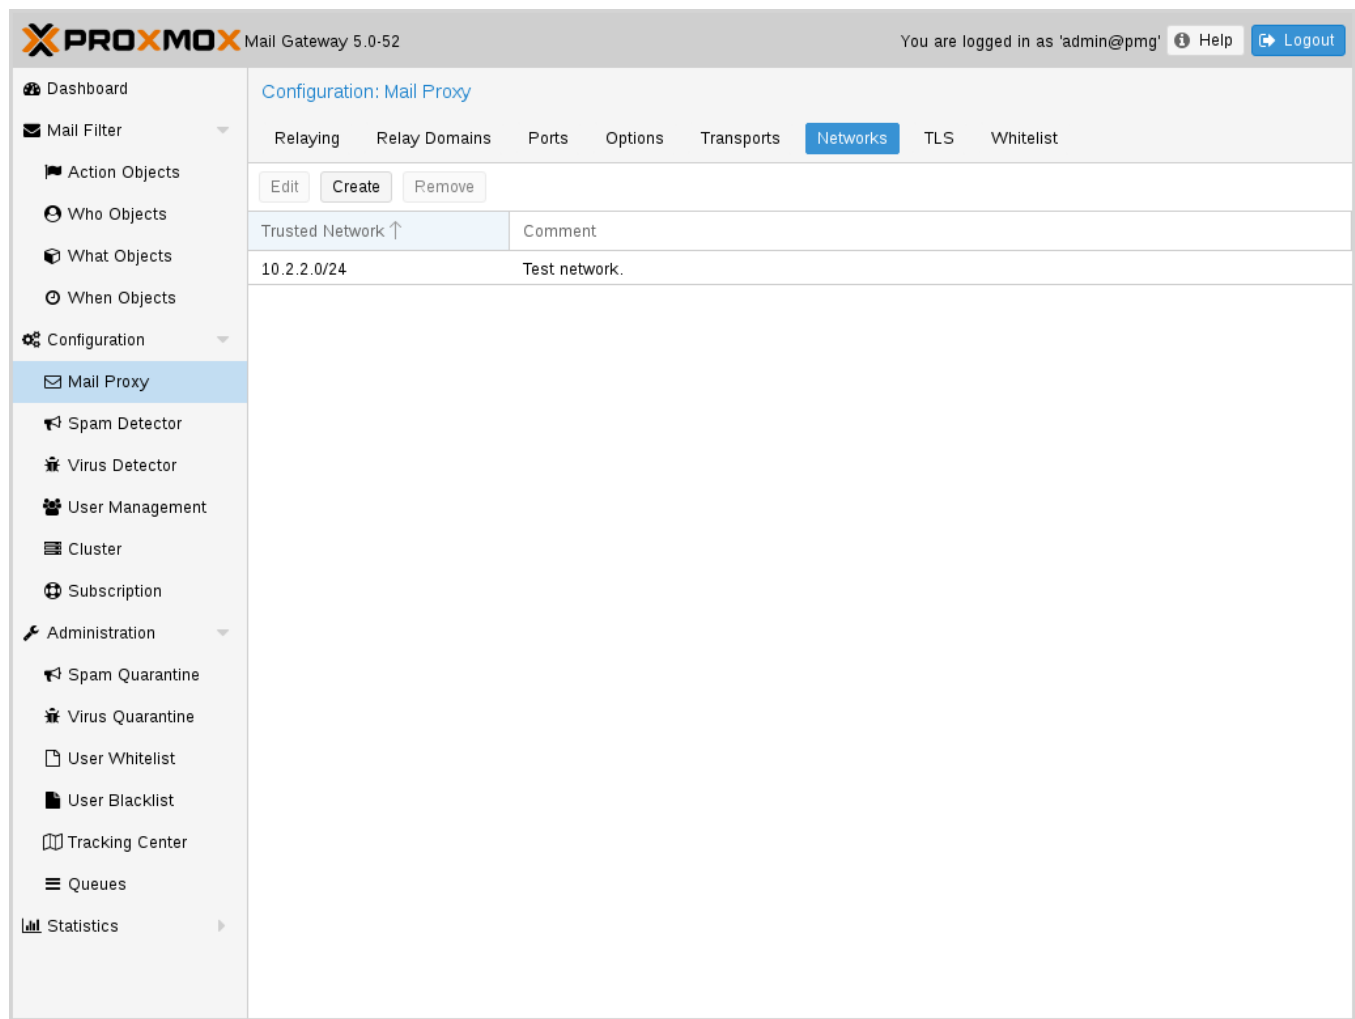 PROXMOX Mail Gateway 5.0-52 You are logged in as 'admin@pmg' Help Logout
Dashboard
Mail Filter
Action Objects
Who Objects
What Objects
When Objects
Configuration
Mail Proxy
Spam Detector
Virus Detector
User Management
Cluster
Subscription
Administration
Spam Quarantine
Virus Quarantine
User Whitelist
User Blacklist
Tracking Center
Queues
Statistics
Configuration: Mail Proxy
Relaying Relay Domains Ports Options Transports Networks TLS Whitelist
Edit Create Remove
Trusted Network Comment
10.2.2.0/24 Test network.